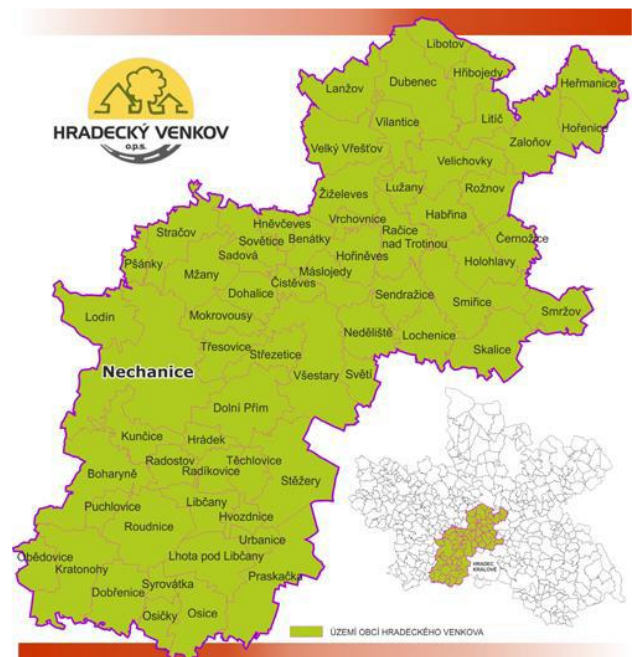 HRADECKÝ VENKOV
o.p.s.
Libotov
Dubenec
Hřibojedy
Heřmanice
Lanžov
Litíč
Hořenice
Vilantice
Zaloňov
Velký Vřešťov
Velichovky
Žiželeves
Lužany
Rožnov
Vrchovnice
Habřina
Hněvčeves
Stračov
Sovětice
Benátky
Račice
nad Trotinou
Černožice
Sadová
Hořiněves
Holohlavy
Pšánky
Mžany
Máslojedy
Čistěves
Dohalice
Sendražice
Smiřice
Lodín
Mokrovousy
Smržov
Neděliště
Lochenice
Třesovice
Střezetice
Skalice
Nechanice
Všestary
Světí
Dolní Přím
Kunčice
Hrádek
Radostov
Těchlovice
Boharyně
Radíkovice
Stěžery
Puchlovice
Libčany
Roudnice
Hvozdnice
Urbanice
Obědovice
Lhota pod Libčany
Kratonohy
Praskačka
Syrovátka
Dobřenice
Osičky
Osice
HRADEC
KRÁLOVÉ
ÚZEMÍ OBCÍ HRADECKÉHO VENKOVA